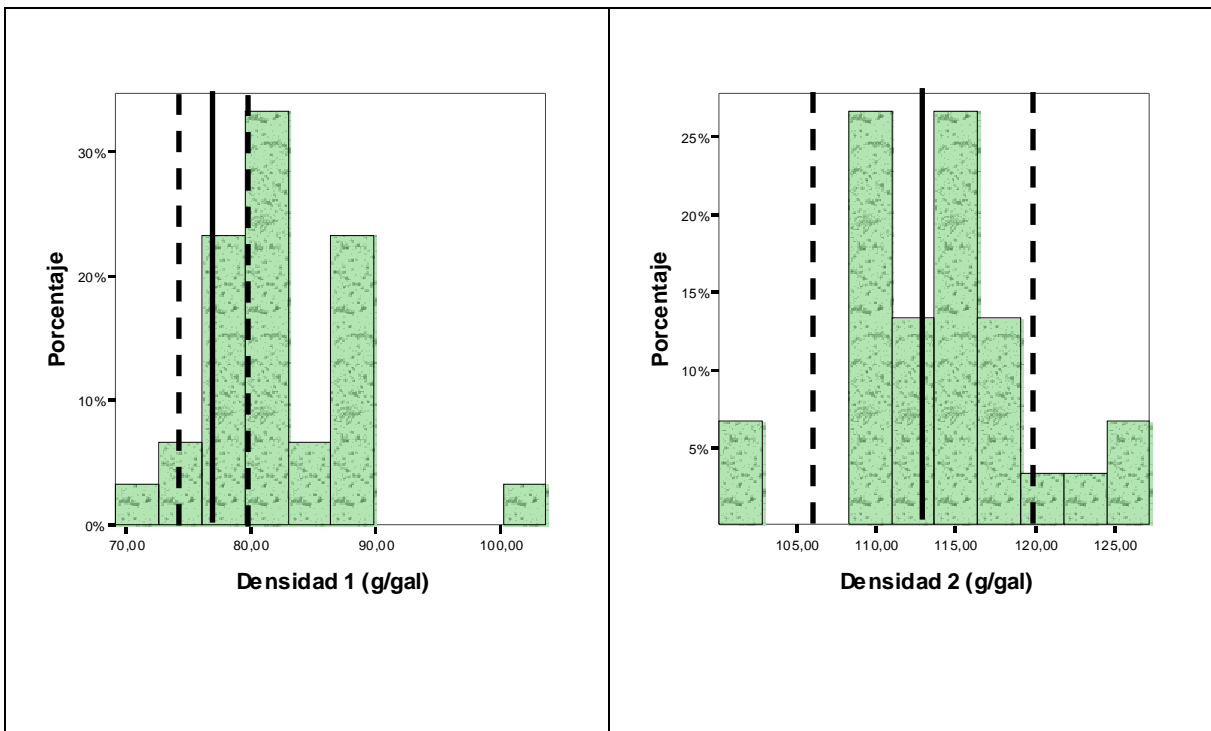 Porcentaje
30%
20%
10%
0%
70,00 80,00 90,00 100,00
Densidad 1 (g/gal)
Porcentaje
25%
20%
15%
10%
5%
105,00 110,00 115,00 120,00 125,00
Densidad 2 (g/gal)